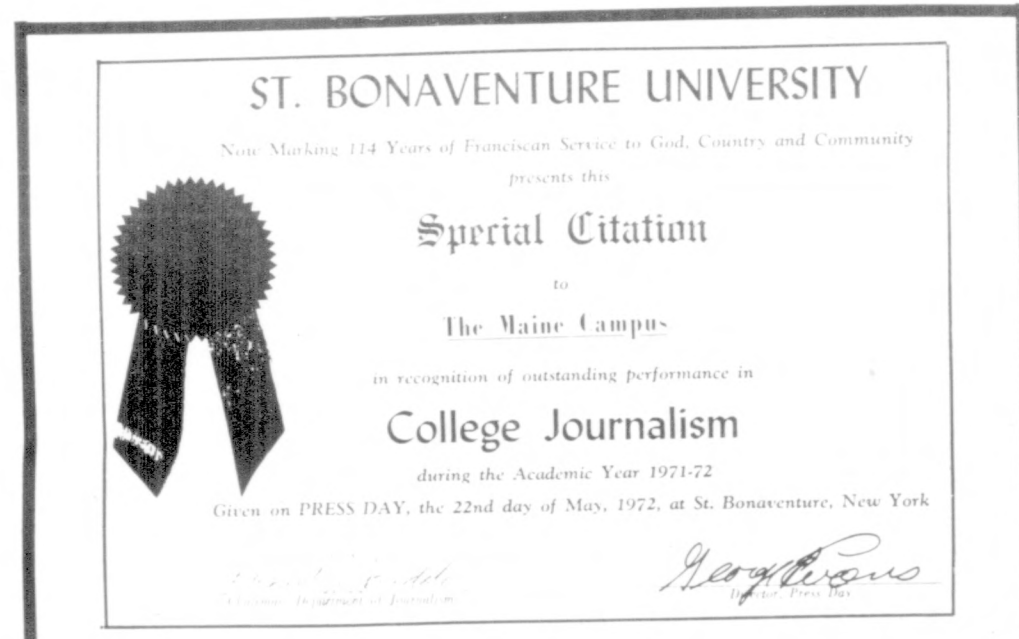 ST. BONAVENTURE UNIVERSITY
Now Marking 114 Years of Franciscan Service to God, Country and Community
presents this
Special Citation
to
The Maine Campus
in recognition of outstanding performance in
College Journalism
during the Academic Year 1971-72
Given on PRESS DAY, the 22nd day of May, 1972, at St. Bonaventure, New York
George Evans
Department of Journalism
Director, Press Day